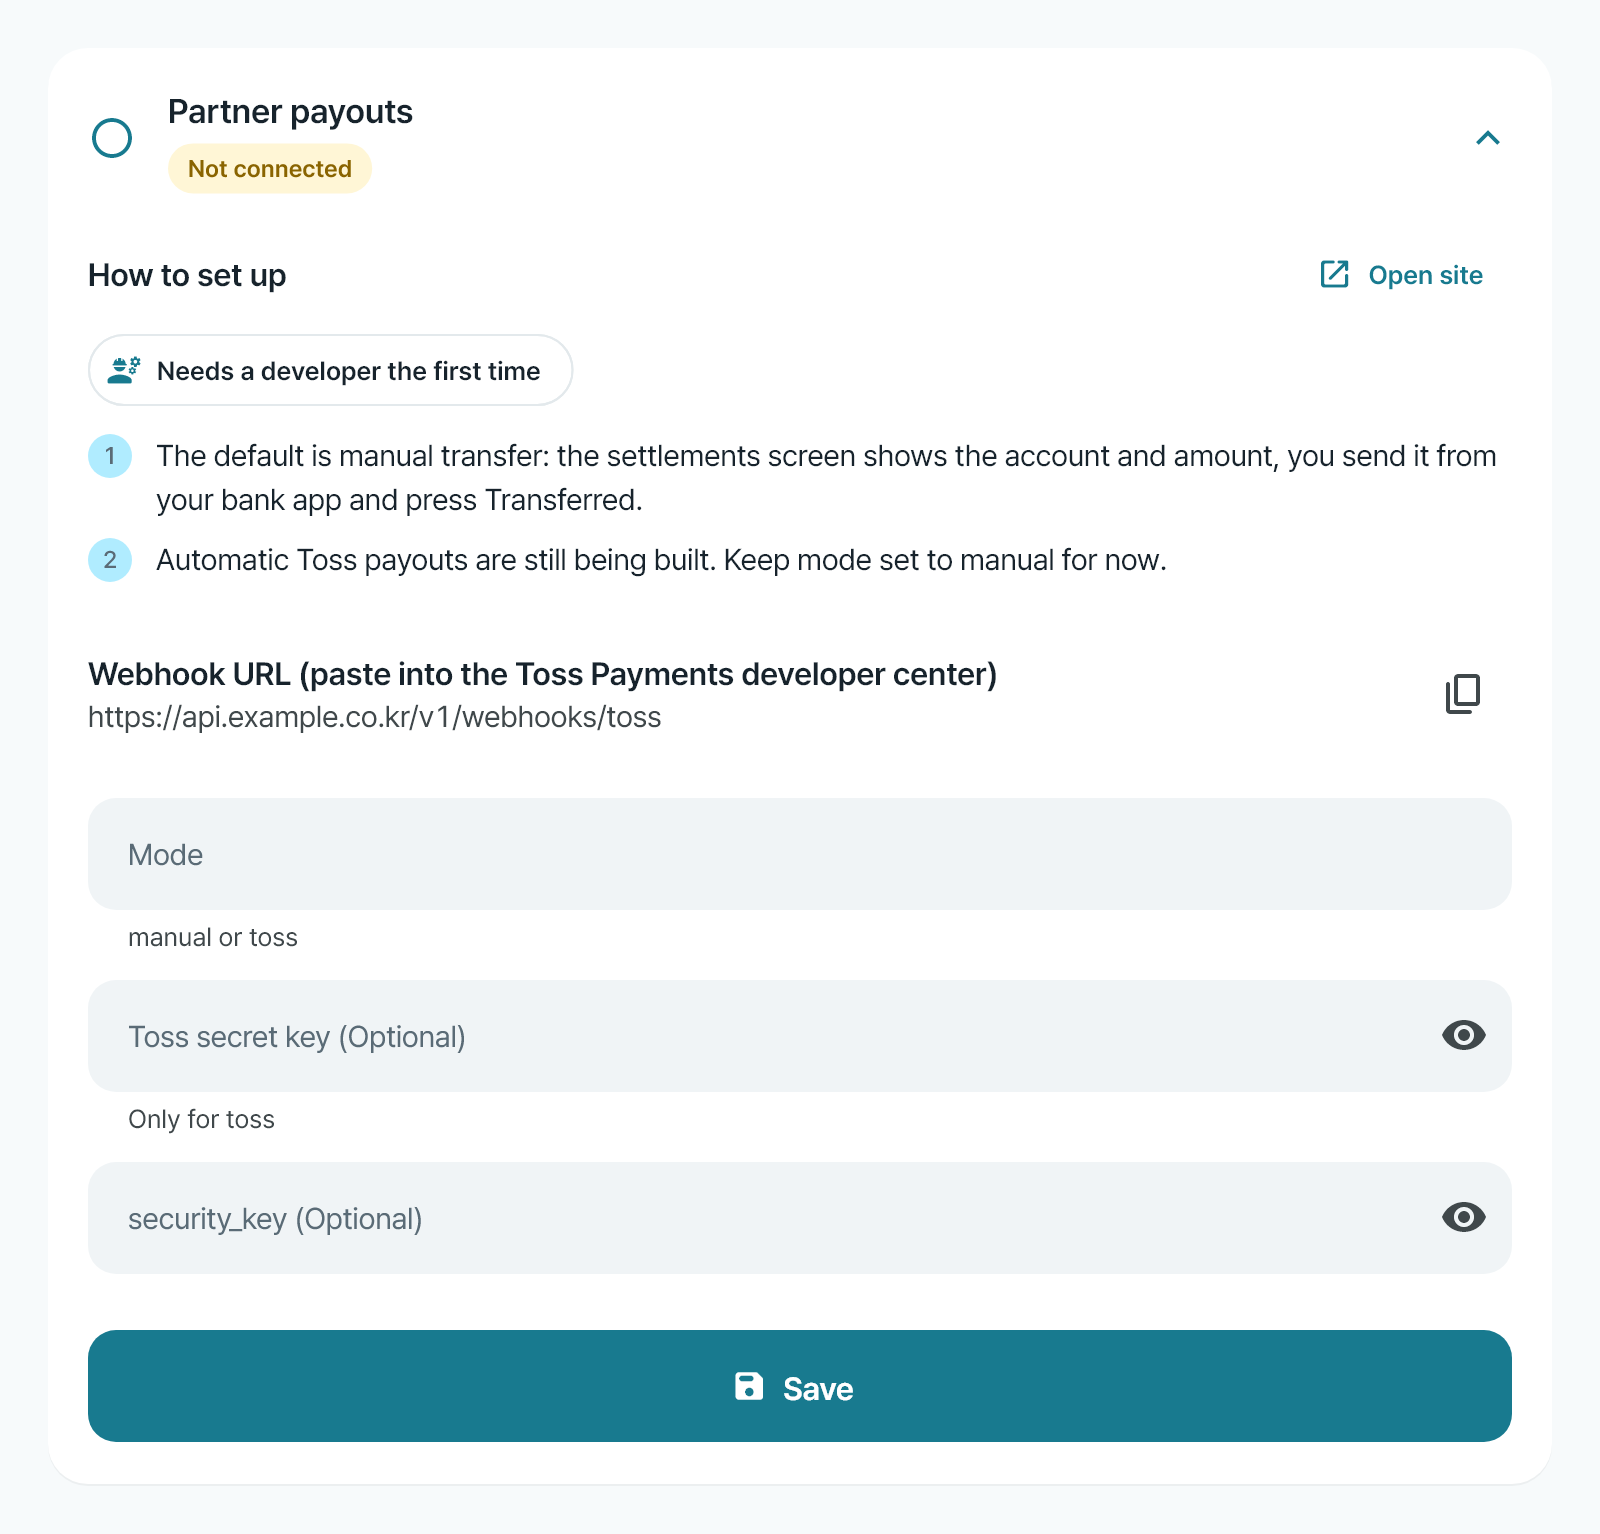 Partner payouts
Not connected
How to set up
Open site
Needs a developer the first time
1
The default is manual transfer: the settlements screen shows the account and amount, you send it from
your bank app and press Transferred.
2
Automatic Toss payouts are still being built. Keep mode set to manual for now.
Webhook URL (paste into the Toss Payments developer center)
https://api.example.co.kr/v1/webhooks/toss
Mode
manual or toss
Toss secret key (Optional)
Only for toss
security_key (Optional)
Save